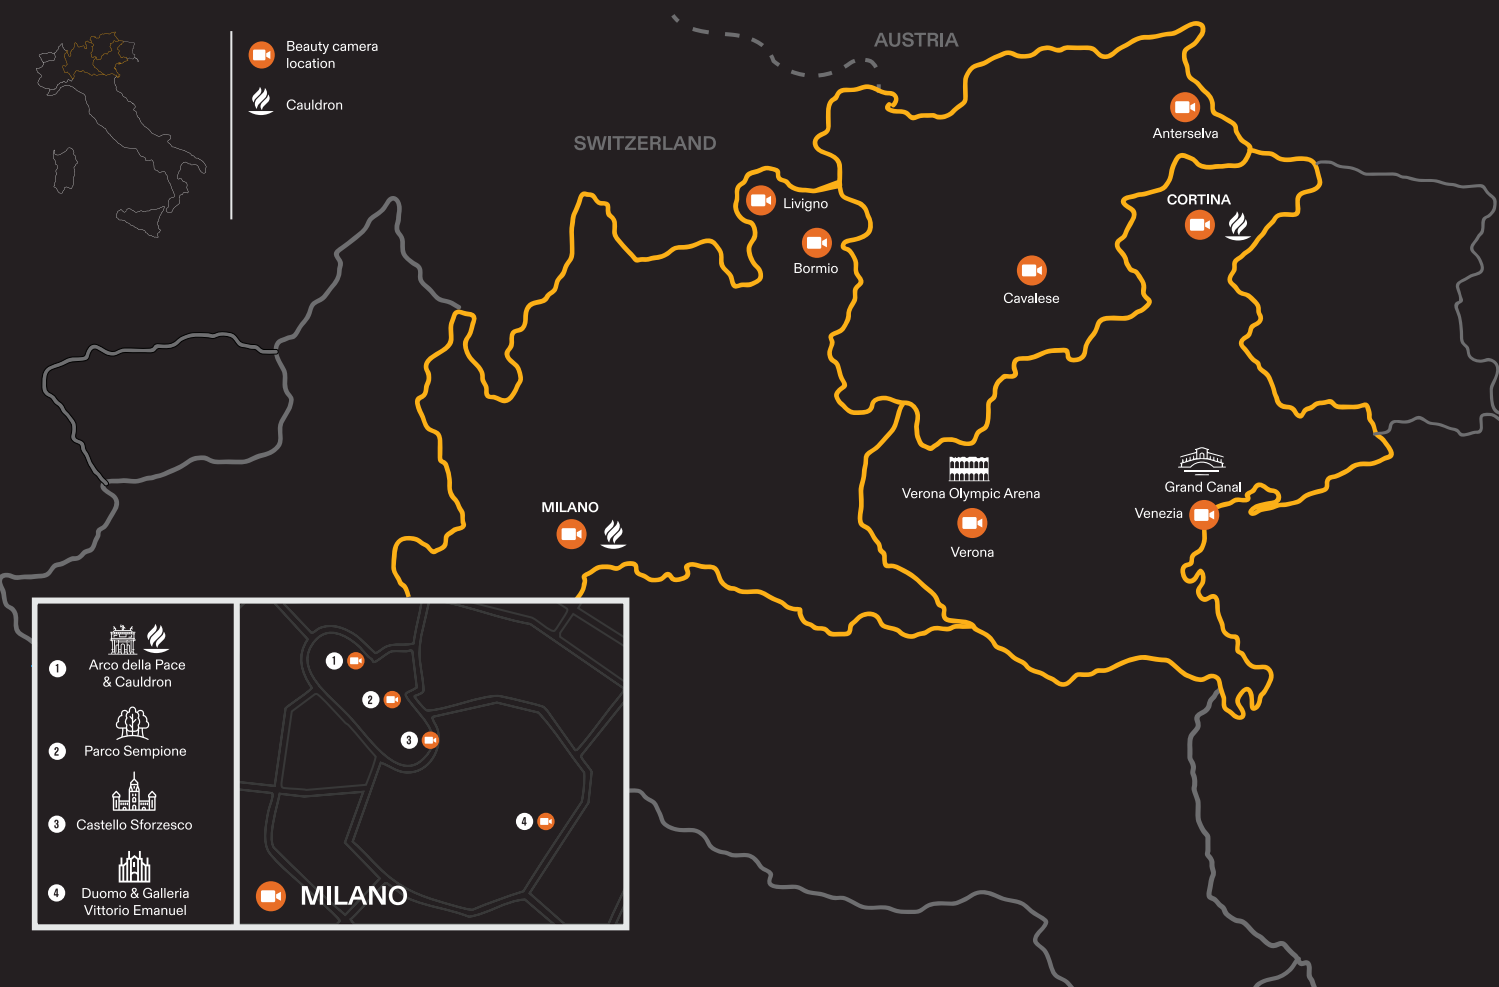 Beauty camera
location
Cauldron
AUSTRIA
SWITZERLAND
Anterselva
CORTINA
Livigno
Bormio
Cavalese
Verona Olympic Arena
Verona
Grand Canal
Venezia
MILANO
1
Arco della Pace
& Cauldron
2
Parco Sempione
3
Castello Sforzesco
4
Duomo & Galleria
Vittorio Emanuel
1
2
3
4
MILANO